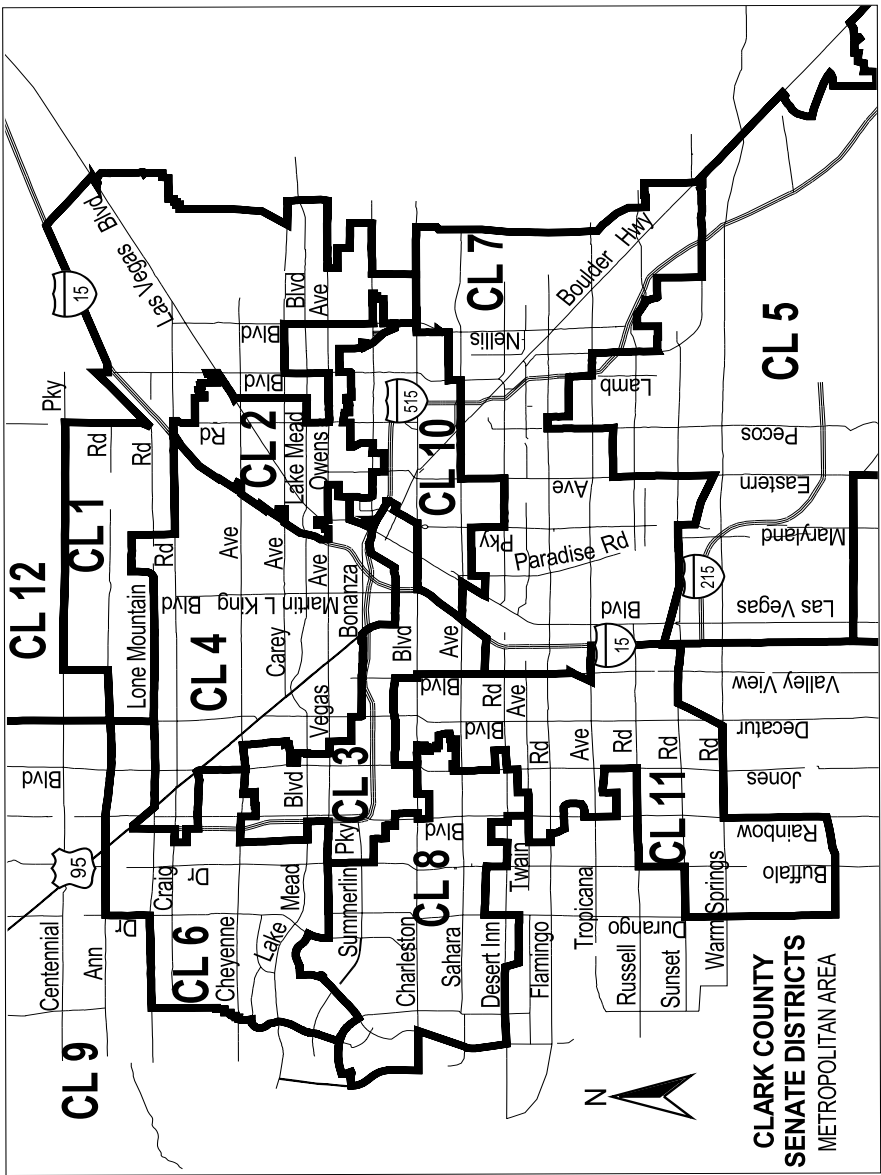 CL 12
CL 1
CL 2
CL 4
CL 3
CL 6
CL 9
CL 8
CL 10
CL 7
CL 5
CL 11
15
Las Vegas Blvd
Pky
Rd
Rd
Rd
Rd
Lone Mountain
Blvd
Ave
Ave
Ave
Martin L King
Carey
Vegas
Bonanza
Lake Mead
Owens
Blvd
Ave
Blvd
Blvd
515
Nellis
Boulder Hwy
Lamb
Pecos
Eastern
Maryland
Las Vegas
Blvd
Ave
Pky
Paradise Rd
215
15
Blvd
Ave
Blvd
Rd
Ave
Blvd
Rd
Ave
Rd
Rd
Rd
Valley View
Decatur
Jones
Rainbow
Buffalo
Durango
Blvd
95
Centennial
Ann
Dr
Craig
Dr
Cheyenne
Lake
Mead
Blvd
Summerlin
Pky
Charleston
Blvd
Sahara
Desert Inn
Twain
Flamingo
Tropicana
Russell
Sunset
Warm Springs
N
CLARK COUNTY
SENATE DISTRICTS
METROPOLITAN AREA